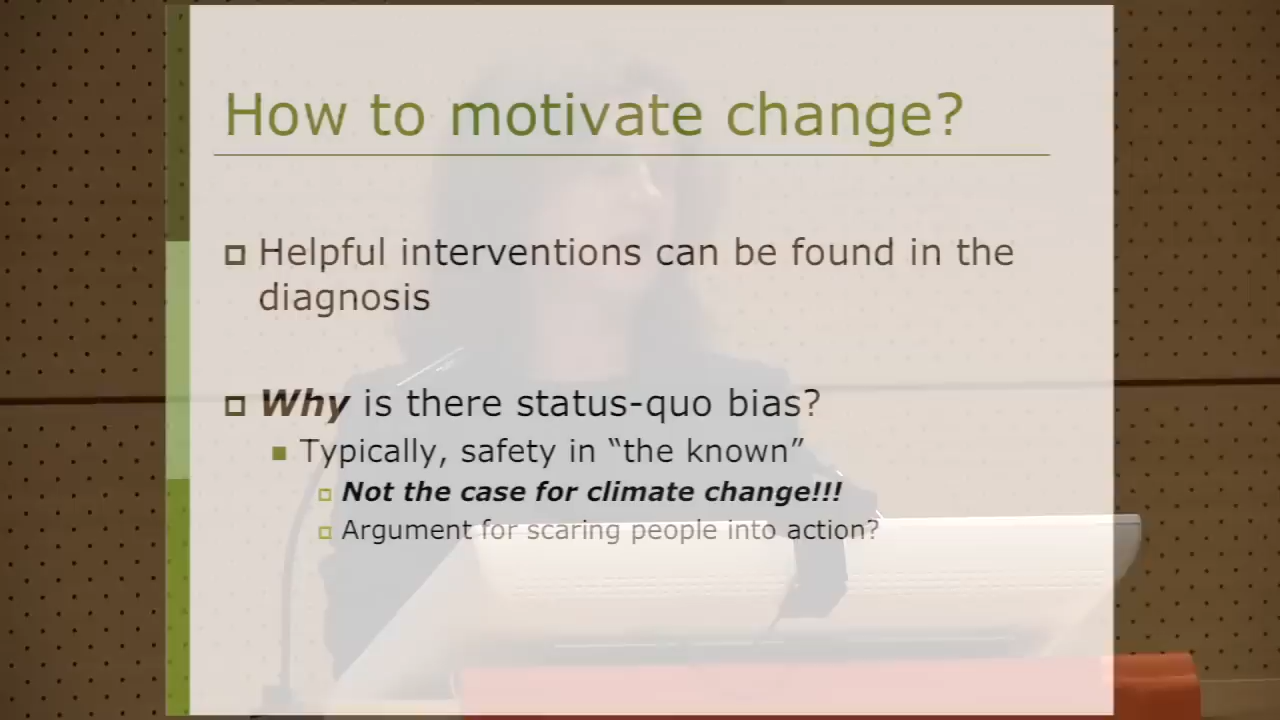 How to motivate change?
Helpful interventions can be found in the
diagnosis
Why is there status-quo bias?
Typically, safety in “the known”
Not the case for climate change!!!
Argument for scaring people into action?